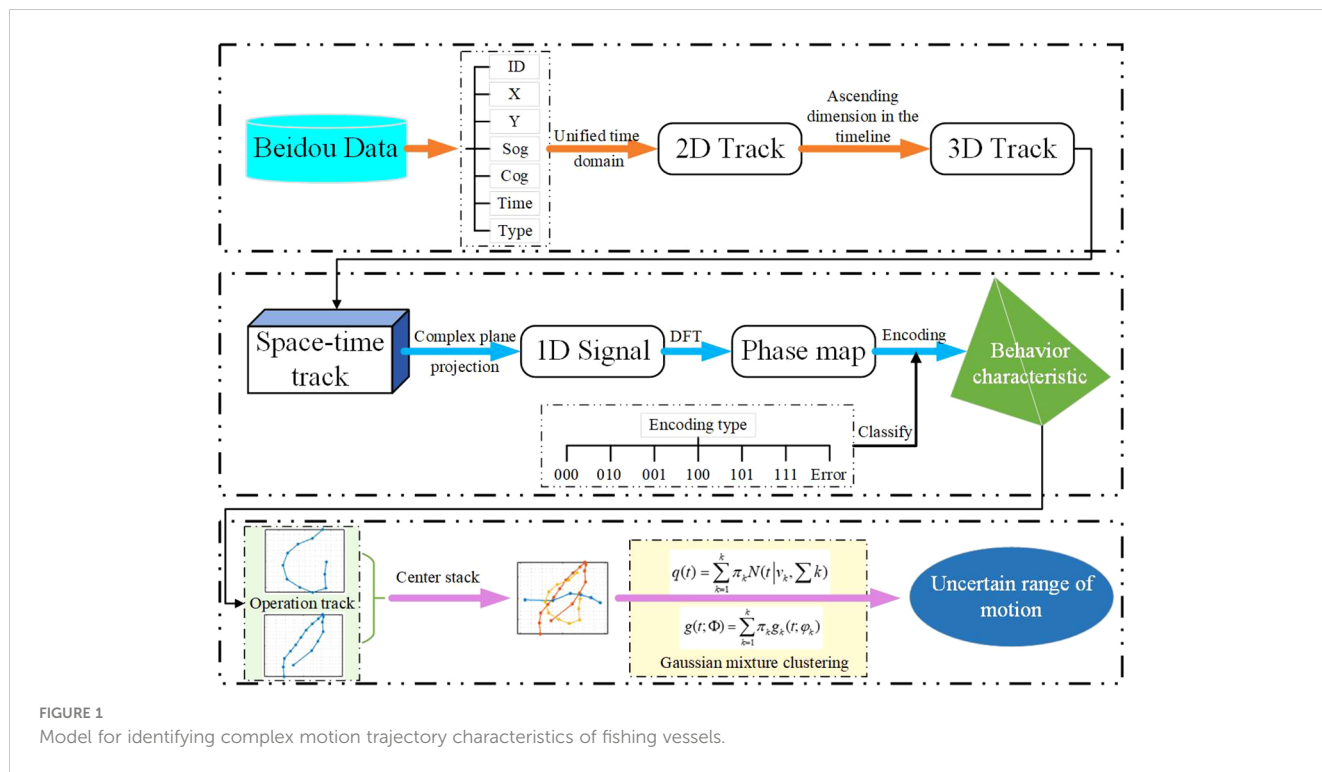 Beidou Data
ID
X
Y
Sog
Cog
Time
Type
Unified time
domain
2D Track
Ascending
dimension in the
timeline
3D Track
Space-time
track
Complex plane
projection
1D Signal
DFT
Phase map
Encoding
Behavior
characteristic
Encoding type
000 010 001 100 101 111 Error
Classify
Operation track
Center stack
q(t) = ∑_{k=1}^{k} π_k N(t|v_k, ∑ k)
g(t;Φ) = ∑_{k=1}^{k} π_k g_k(t;φ_k)
Gaussian mixture clustering
Uncertain range of
motion
FIGURE 1
Model for identifying complex motion trajectory characteristics of fishing vessels.